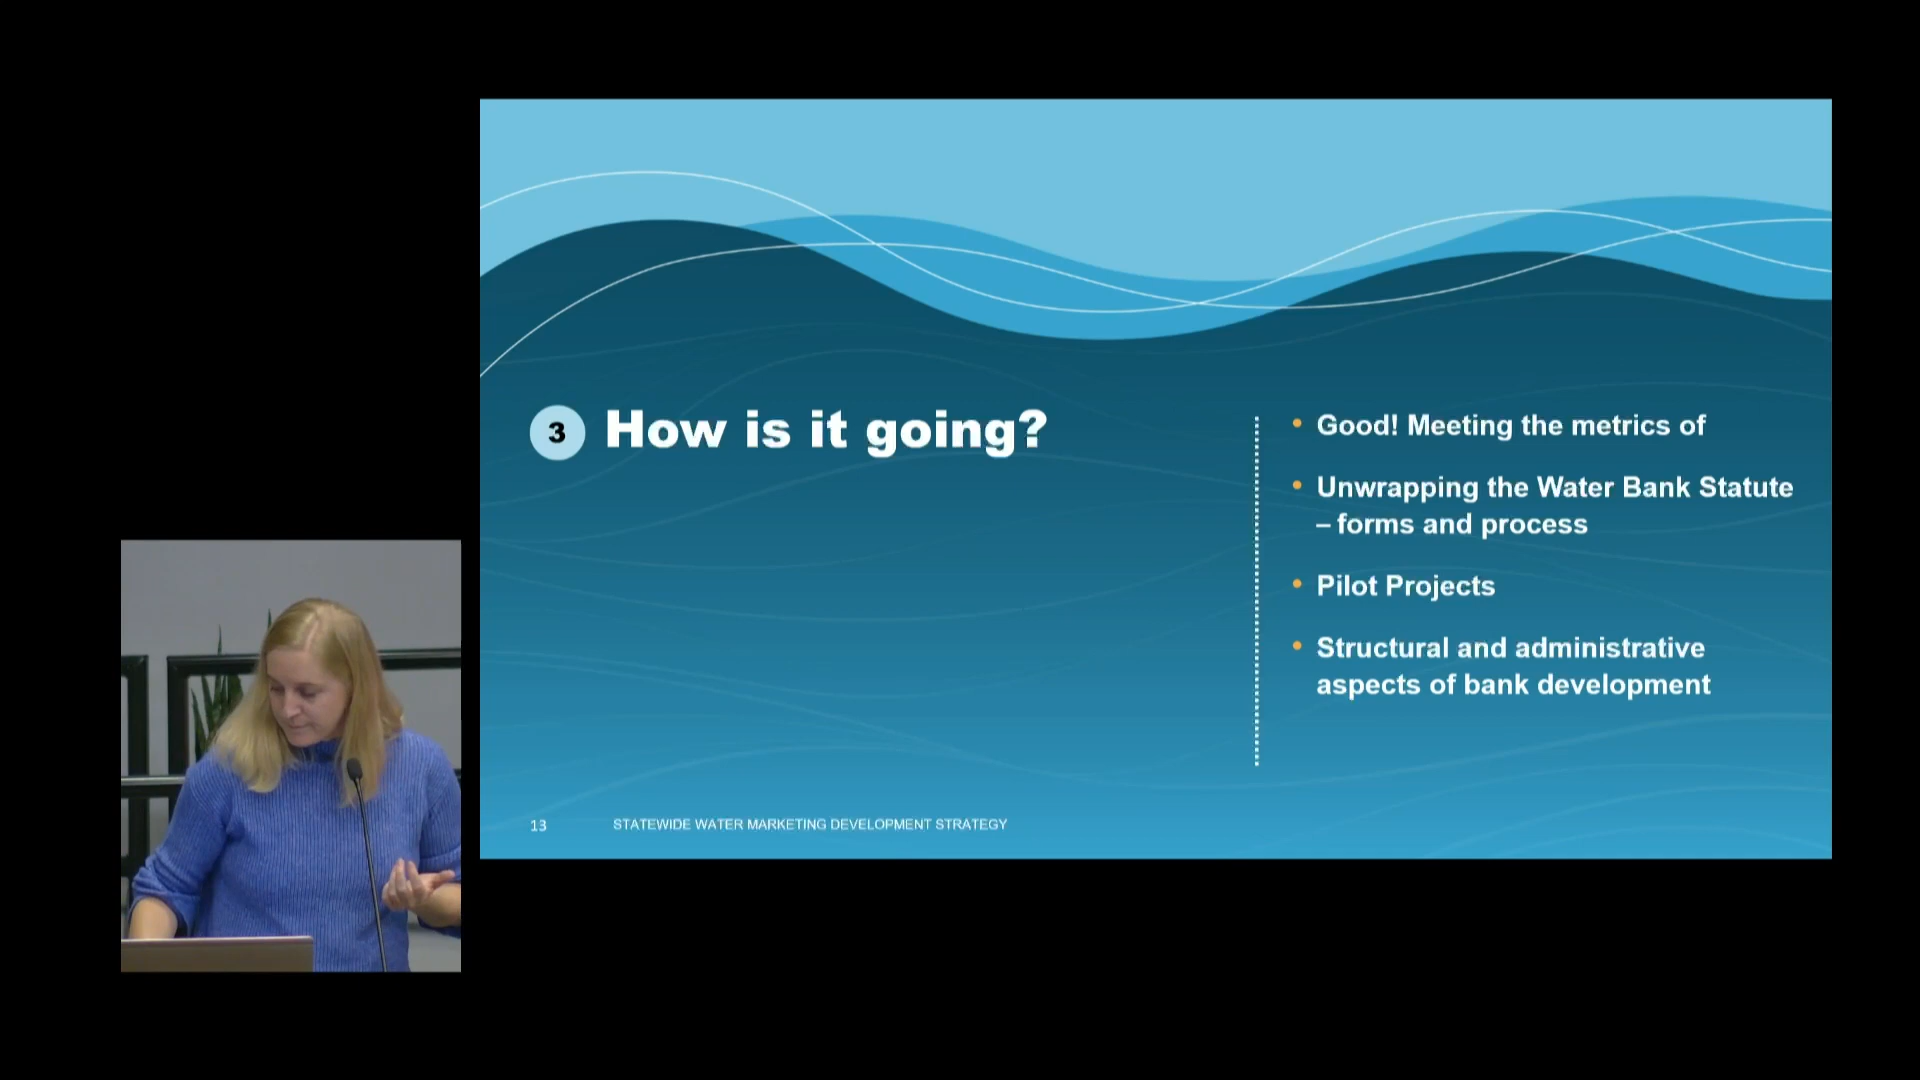 3 How is it going?
• Good! Meeting the metrics of
• Unwrapping the Water Bank Statute
– forms and process
• Pilot Projects
• Structural and administrative
aspects of bank development
13 STATEWIDE WATER MARKETING DEVELOPMENT STRATEGY